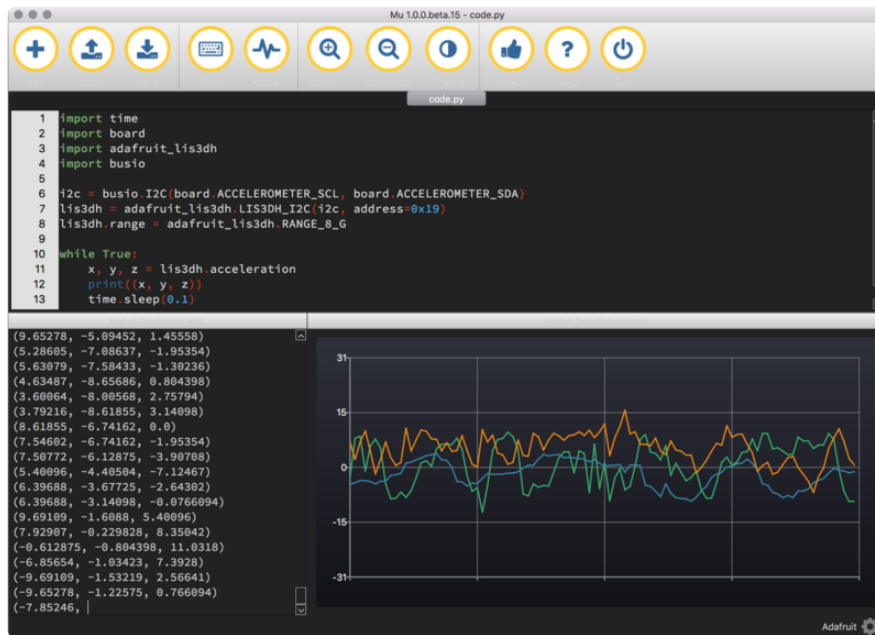 Mu 1.0.0.beta.15 - code.py
code.py
1 import time
2 import board
3 import adafruit_lis3dh
4 import busio
5
6 i2c = busio.I2C(board.ACCELEROMETER_SCL, board.ACCELEROMETER_SDA)
7 lis3dh = adafruit_lis3dh.LIS3DH_I2C(i2c, address=0x19)
8 lis3dh.range = adafruit_lis3dh.RANGE_8_G
9
10 while True:
11     x, y, z = lis3dh.acceleration
12     print((x, y, z))
13     time.sleep(0.1)
(9.65278, -5.09452, 1.45558)
(5.28605, -7.08637, -1.95354)
(5.63079, -7.58433, -1.30236)
(4.63487, -8.65686, 0.804398)
(3.60064, -8.00568, 2.75794)
(3.79216, -8.61855, 3.14098)
(8.61855, -6.74162, 0.0)
(7.54602, -6.74162, -1.95354)
(7.50772, -6.12875, -3.90708)
(5.40096, -4.40504, -7.12467)
(6.39688, -3.67725, -2.64302)
(6.39688, -3.14098, -0.0766094)
(9.69109, -1.6088, 5.40096)
(7.92907, -0.229828, 8.35042)
(-0.612875, -0.804398, 11.0318)
(-6.85654, -1.03423, 7.3928)
(-9.69109, -1.53219, 2.56641)
(-9.65278, -1.22575, 0.766094)
(-7.85246,
31
15
0
-15
-31
Adafruit